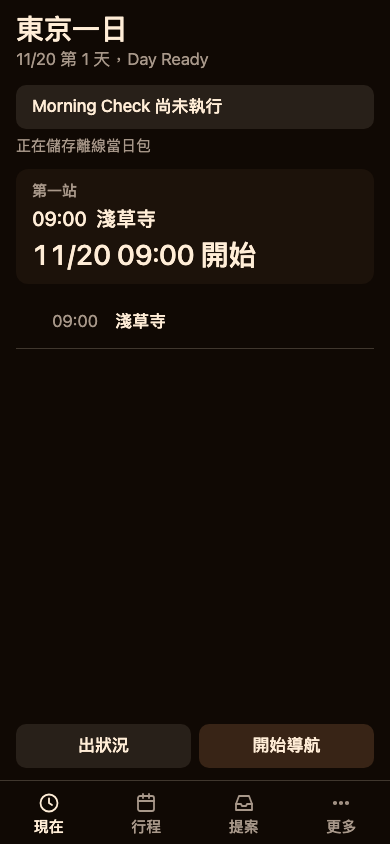 東京一日
11/20 第 1 天，Day Ready
Morning Check 尚未執行
正在儲存離線當日包
第一站
09:00 淺草寺
11/20 09:00 開始
09:00 淺草寺
出狀況
開始導航
現在
行程
提案
更多